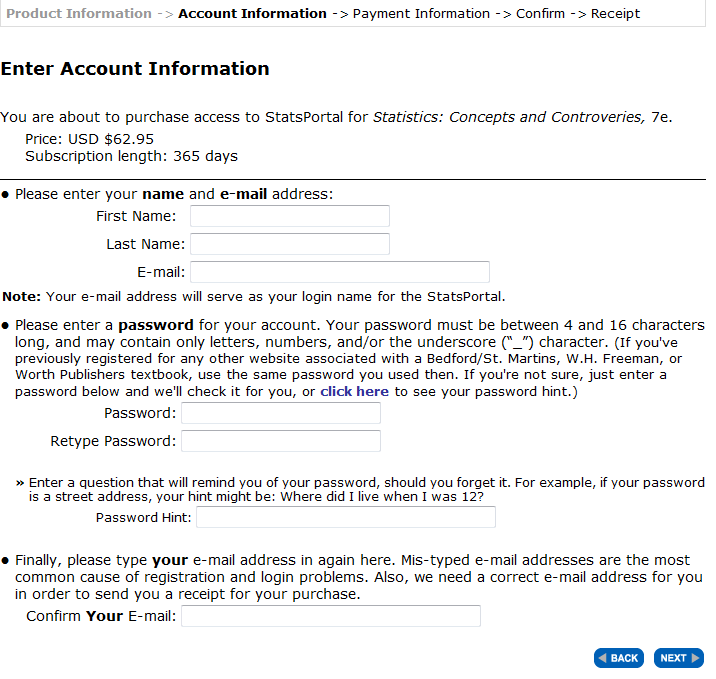 Product Information -> Account Information -> Payment Information -> Confirm -> Receipt
Enter Account Information
You are about to purchase access to StatsPortal for Statistics: Concepts and Controveries, 7e.
Price: USD $62.95
Subscription length: 365 days
● Please enter your name and e-mail address:
First Name:
Last Name:
E-mail:
Note: Your e-mail address will serve as your login name for the StatsPortal.
● Please enter a password for your account. Your password must be between 4 and 16 characters
long, and may contain only letters, numbers, and/or the underscore (“_”) character. (If you've
previously registered for any other website associated with a Bedford/St. Martins, W.H. Freeman, or
Worth Publishers textbook, use the same password you used then. If you're not sure, just enter a
password below and we'll check it for you, or click here to see your password hint.)
Password:
Retype Password:
» Enter a question that will remind you of your password, should you forget it. For example, if your password
is a street address, your hint might be: Where did I live when I was 12?
Password Hint:
● Finally, please type your e-mail address in again here. Mis-typed e-mail addresses are the most
common cause of registration and login problems. Also, we need a correct e-mail address for you
in order to send you a receipt for your purchase.
Confirm Your E-mail:
BACK NEXT